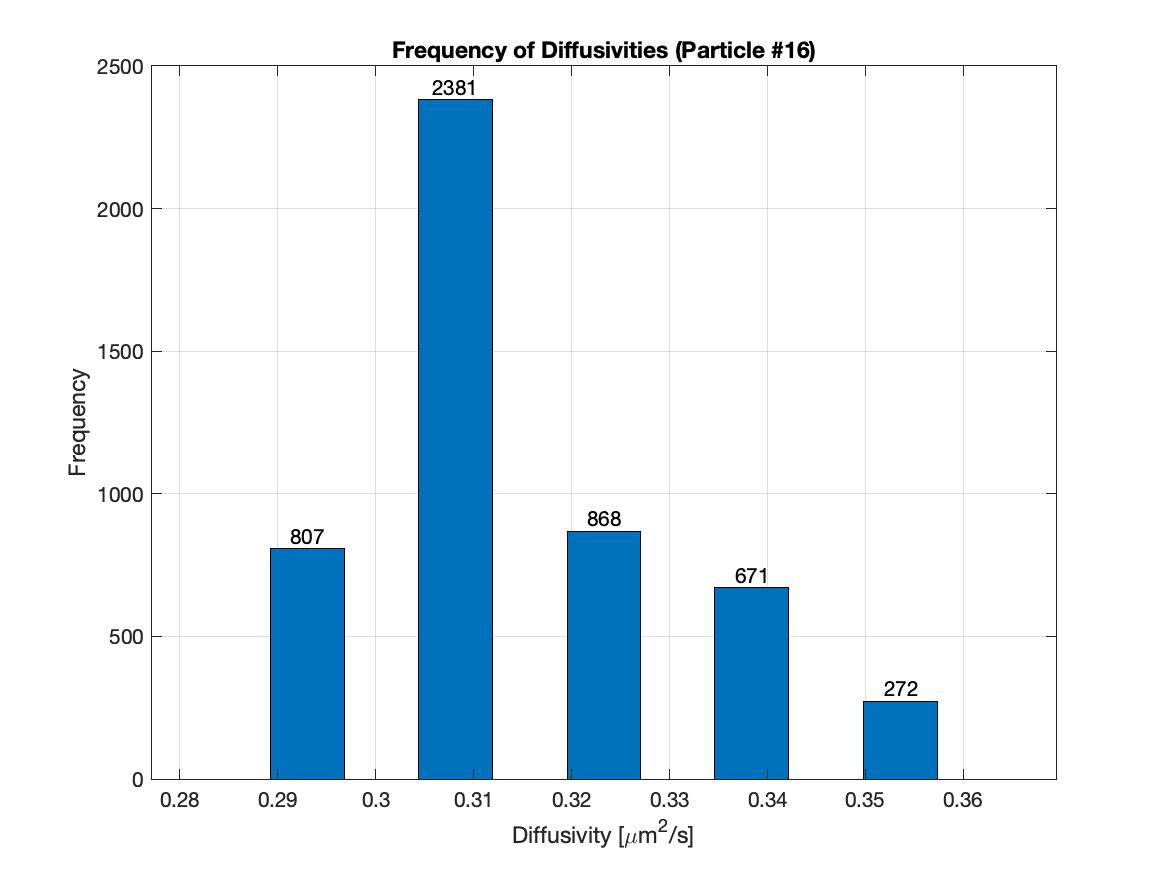 Frequency of Diffusivities (Particle #16)
2500
2381
2000
1500
Frequency
1000
868
807
671
500
272
0
0.28 0.29 0.3 0.31 0.32 0.33 0.34 0.35 0.36
Diffusivity [μm²/s]